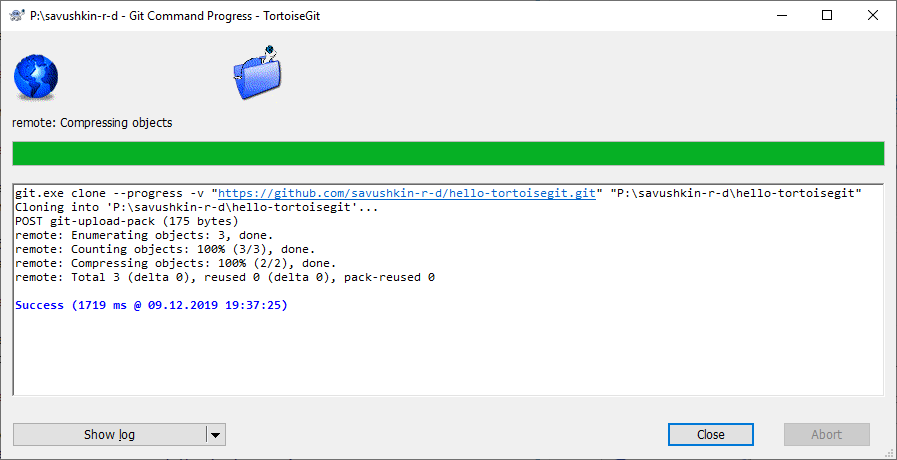 P:\savushkin-r-d - Git Command Progress - TortoiseGit
remote: Compressing objects
git.exe clone --progress -v "https://github.com/savushkin-r-d/hello-tortoisegit.git" "P:\savushkin-r-d\hello-tortoisegit"
Cloning into 'P:\savushkin-r-d\hello-tortoisegit'...
POST git-upload-pack (175 bytes)
remote: Enumerating objects: 3, done.
remote: Counting objects: 100% (3/3), done.
remote: Compressing objects: 100% (2/2), done.
remote: Total 3 (delta 0), reused 0 (delta 0), pack-reused 0
Success (1719 ms @ 09.12.2019 19:37:25)
Show log
Close
Abort